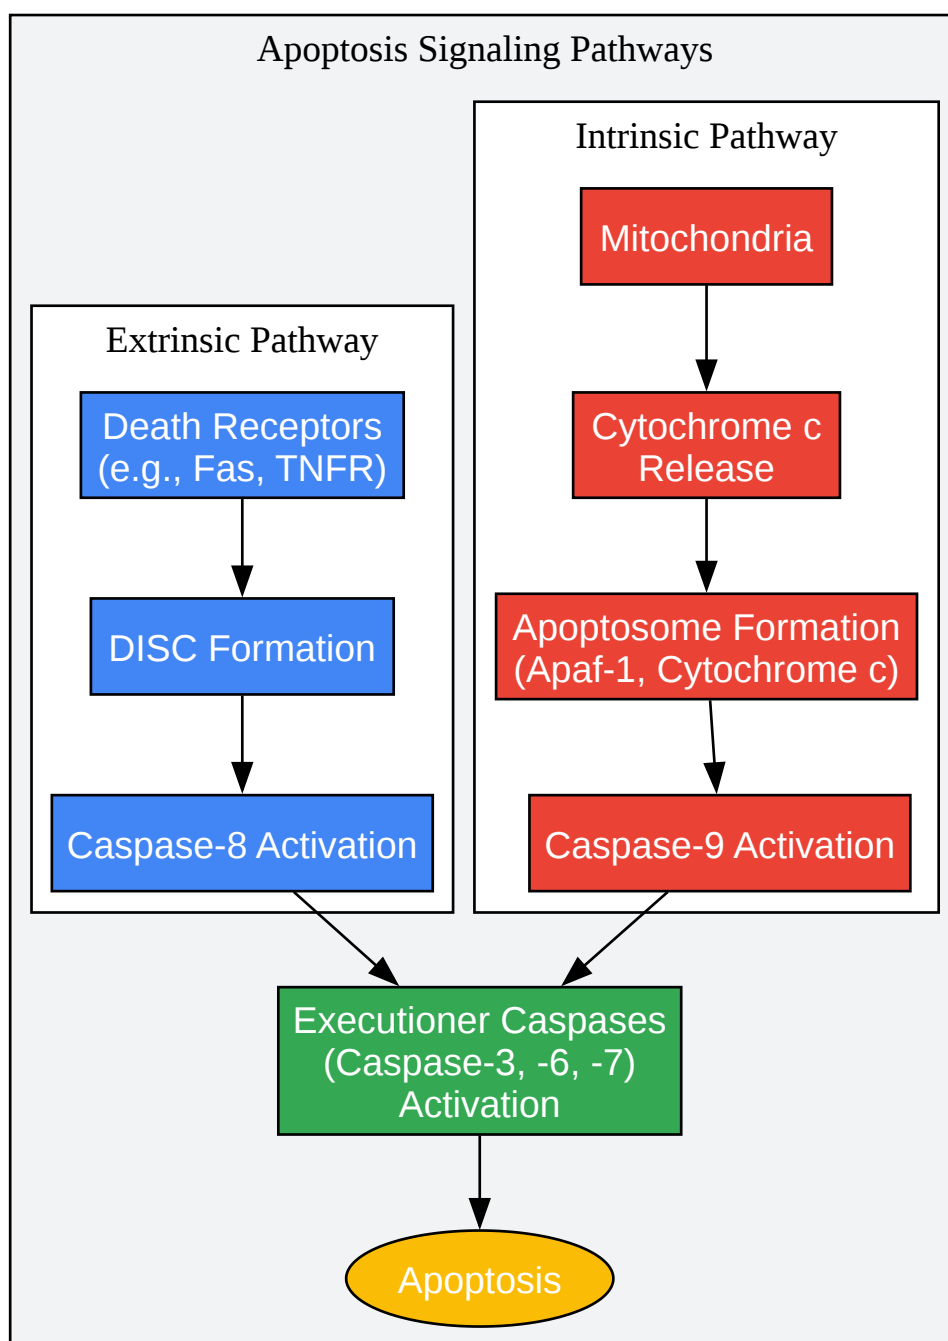 Apoptosis Signaling Pathways
Extrinsic Pathway
Death Receptors
(e.g., Fas, TNFR)
DISC Formation
Caspase-8 Activation
Intrinsic Pathway
Mitochondria
Cytochrome c
Release
Apoptosome Formation
(Apaf-1, Cytochrome c)
Caspase-9 Activation
Executioner Caspases
(Caspase-3, -6, -7)
Activation
Apoptosis